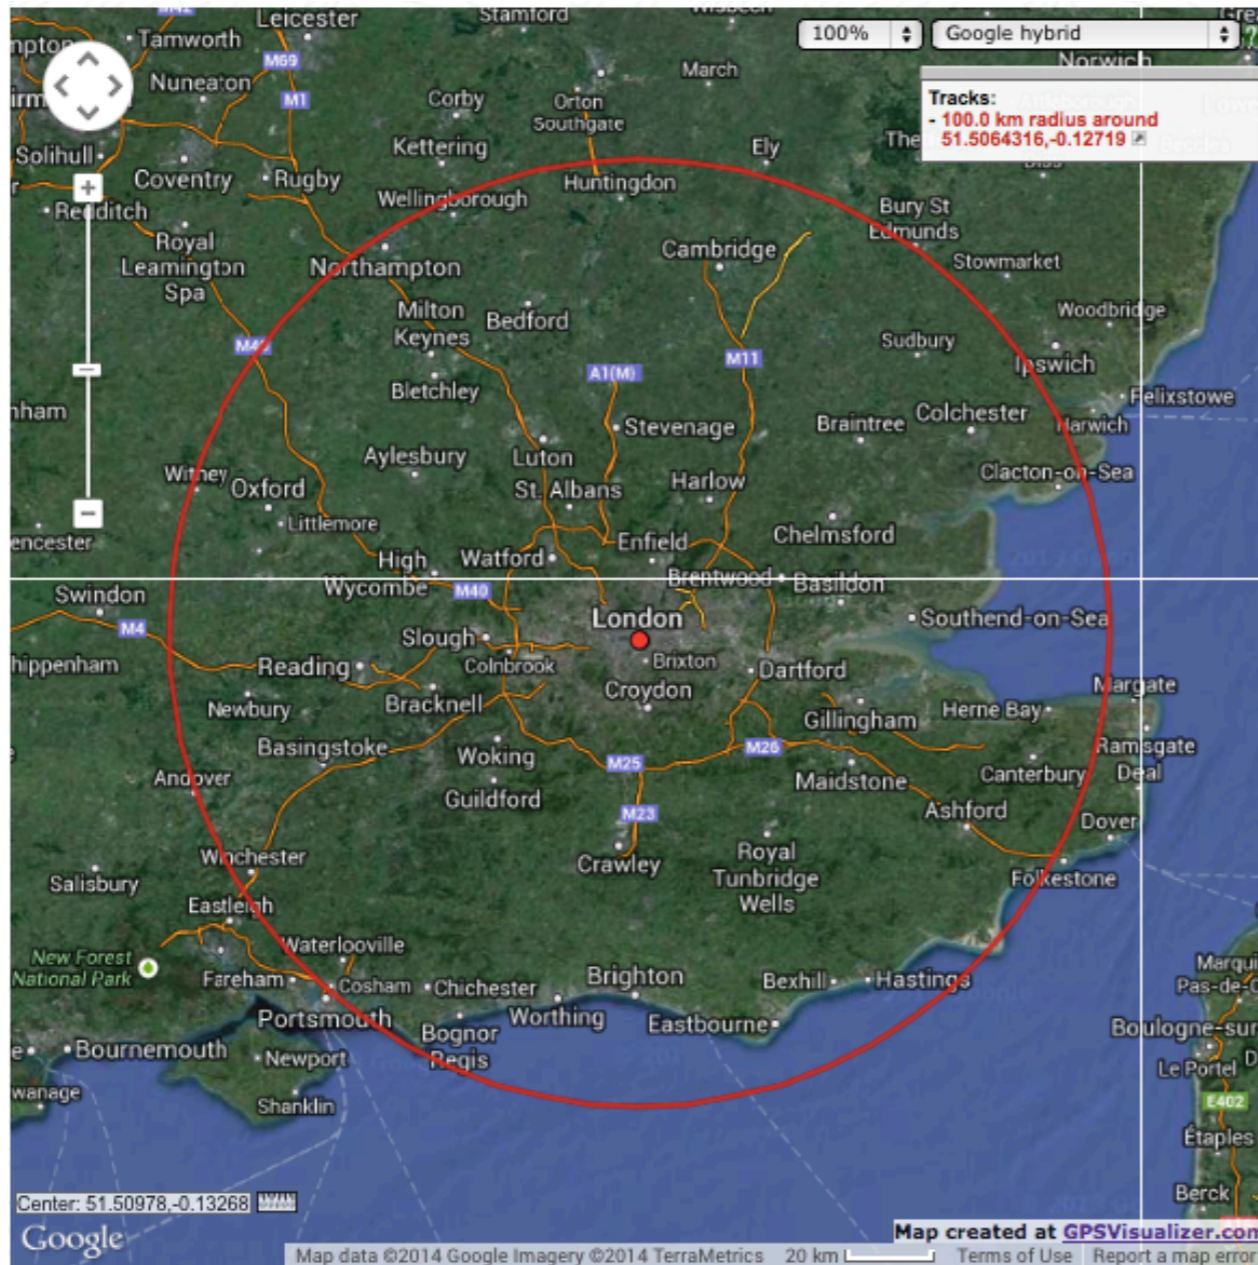 M42
Leicester
Stamford
Wisbech
Tamworth
100%
Google hybrid
?
Norwich
M69
March
Nuneaton
M1
Corby
Orton
Southgate
Tracks:
- 100.0 km radius around
51.5064316,-0.12719
Kettering
Ely
Solihull
Coventry
Rugby
Huntingdon
Wellingborough
Redditch
Bury St
Edmunds
Royal
Leamington
Spa
Northampton
Cambridge
Stowmarket
Milton
Keynes
Bedford
Woodbridge
M40
Sudbury
M11
Ipswich
A1(M)
Bletchley
Felixstowe
nham
Stevenage
Braintree
Colchester
Harwich
Aylesbury
Luton
Witney
Oxford
St. Albans
Harlow
Clacton-on-Sea
Littlemore
encester
Chelmsford
High
Wycombe
Watford
Enfield
Brentwood
Basildon
Swindon
M40
London
Southend-on-Sea
M4
Slough
hippenham
Reading
Colnbrook
Brixton
Dartford
Croydon
Margate
Newbury
Bracknell
Gillingham
Herne Bay
Basingstoke
Woking
M25
M26
Ramsgate
Andover
Maidstone
Canterbury
Deal
Guildford
M23
Ashford
Dover
Winchester
Crawley
Royal
Tunbridge
Wells
Salisbury
Folkestone
Eastleigh
New Forest
National Park
Waterlooville
Fareham
Cosham
Chichester
Brighton
Bexhill
Hastings
Portsmouth
Bognor
Regis
Worthing
Eastbourne
Boulogne-sur
Bournemouth
Newport
Le Portel
wanage
Shanklin
E402
Étaples
Berck
Center: 51.50978,-0.13268
Google
Map created at GPSVisualizer.com
Map data ©2014 Google Imagery ©2014 TerraMetrics
20 km
Terms of Use
Report a map error